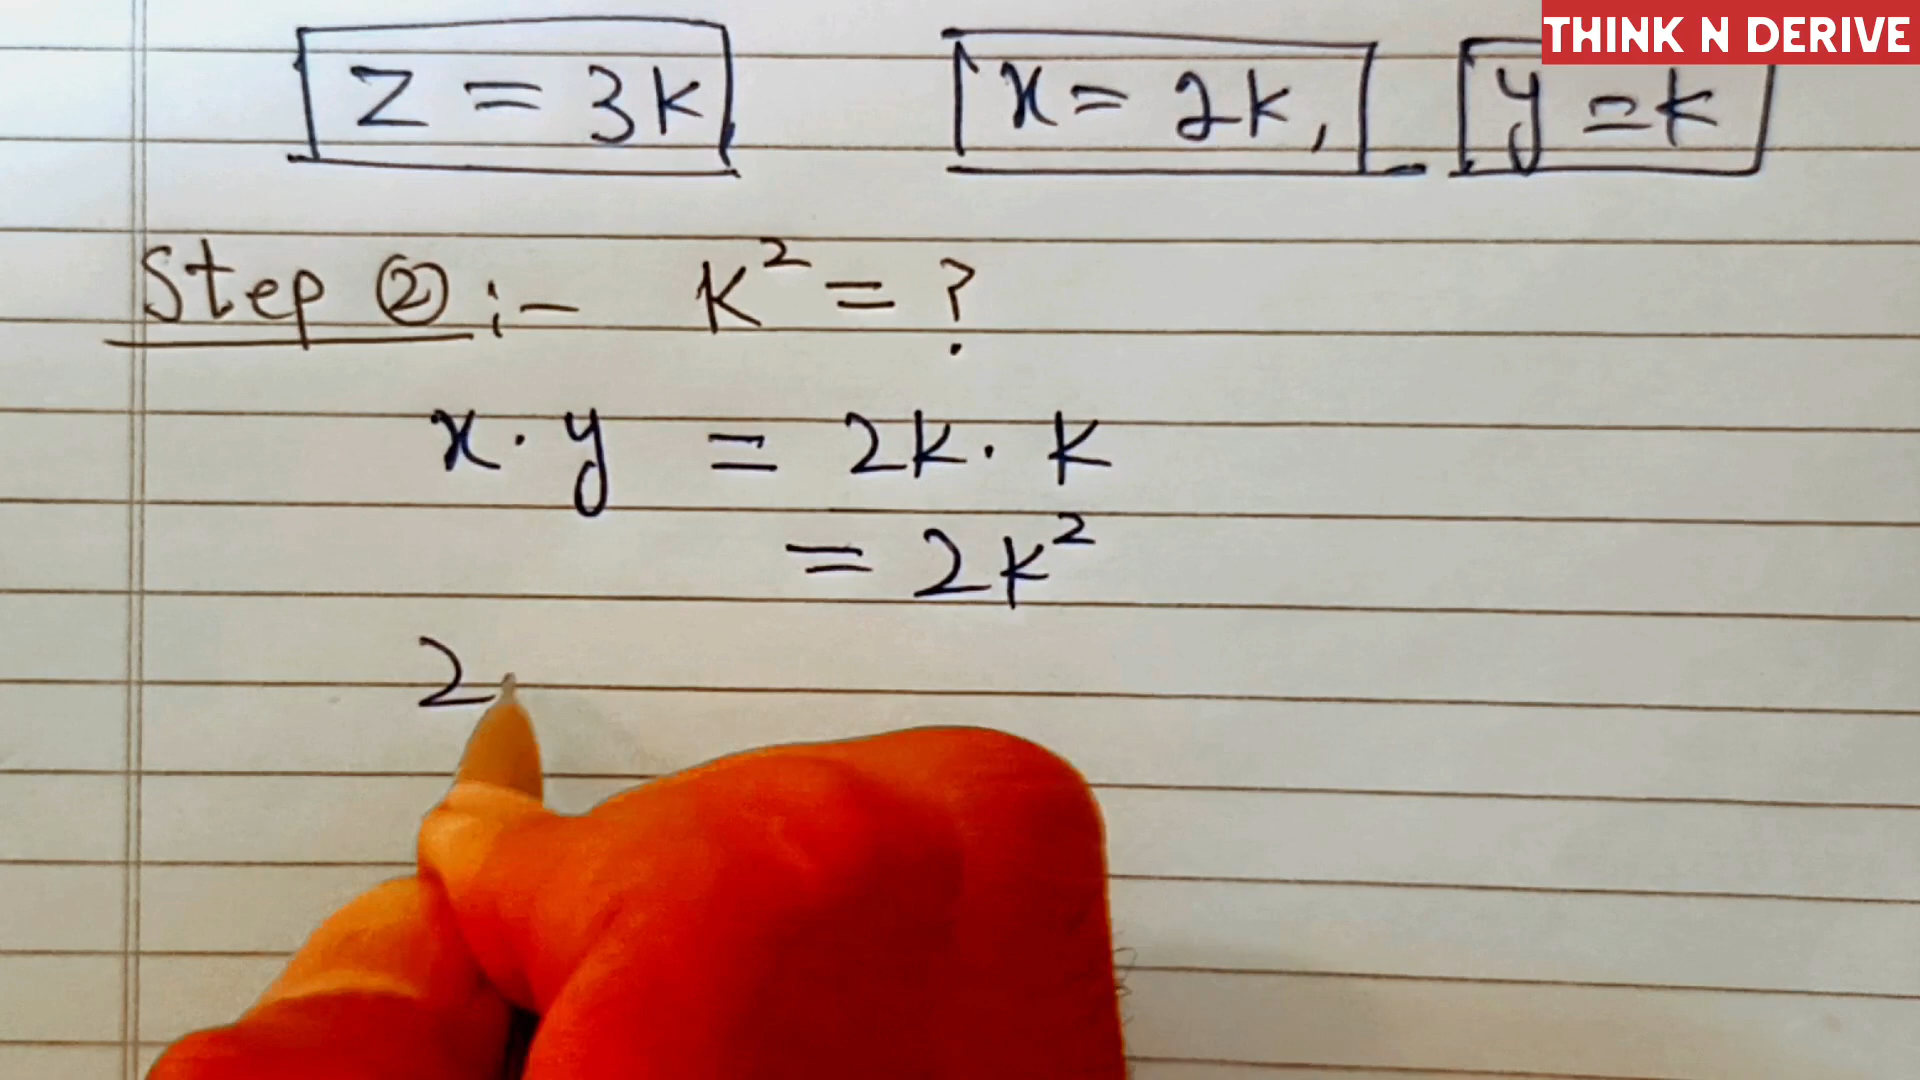 THINK N DERIVE
z = 3k x = 2k, y = k
Step ② :- k² = ?
x · y = 2k · k
= 2k²
2